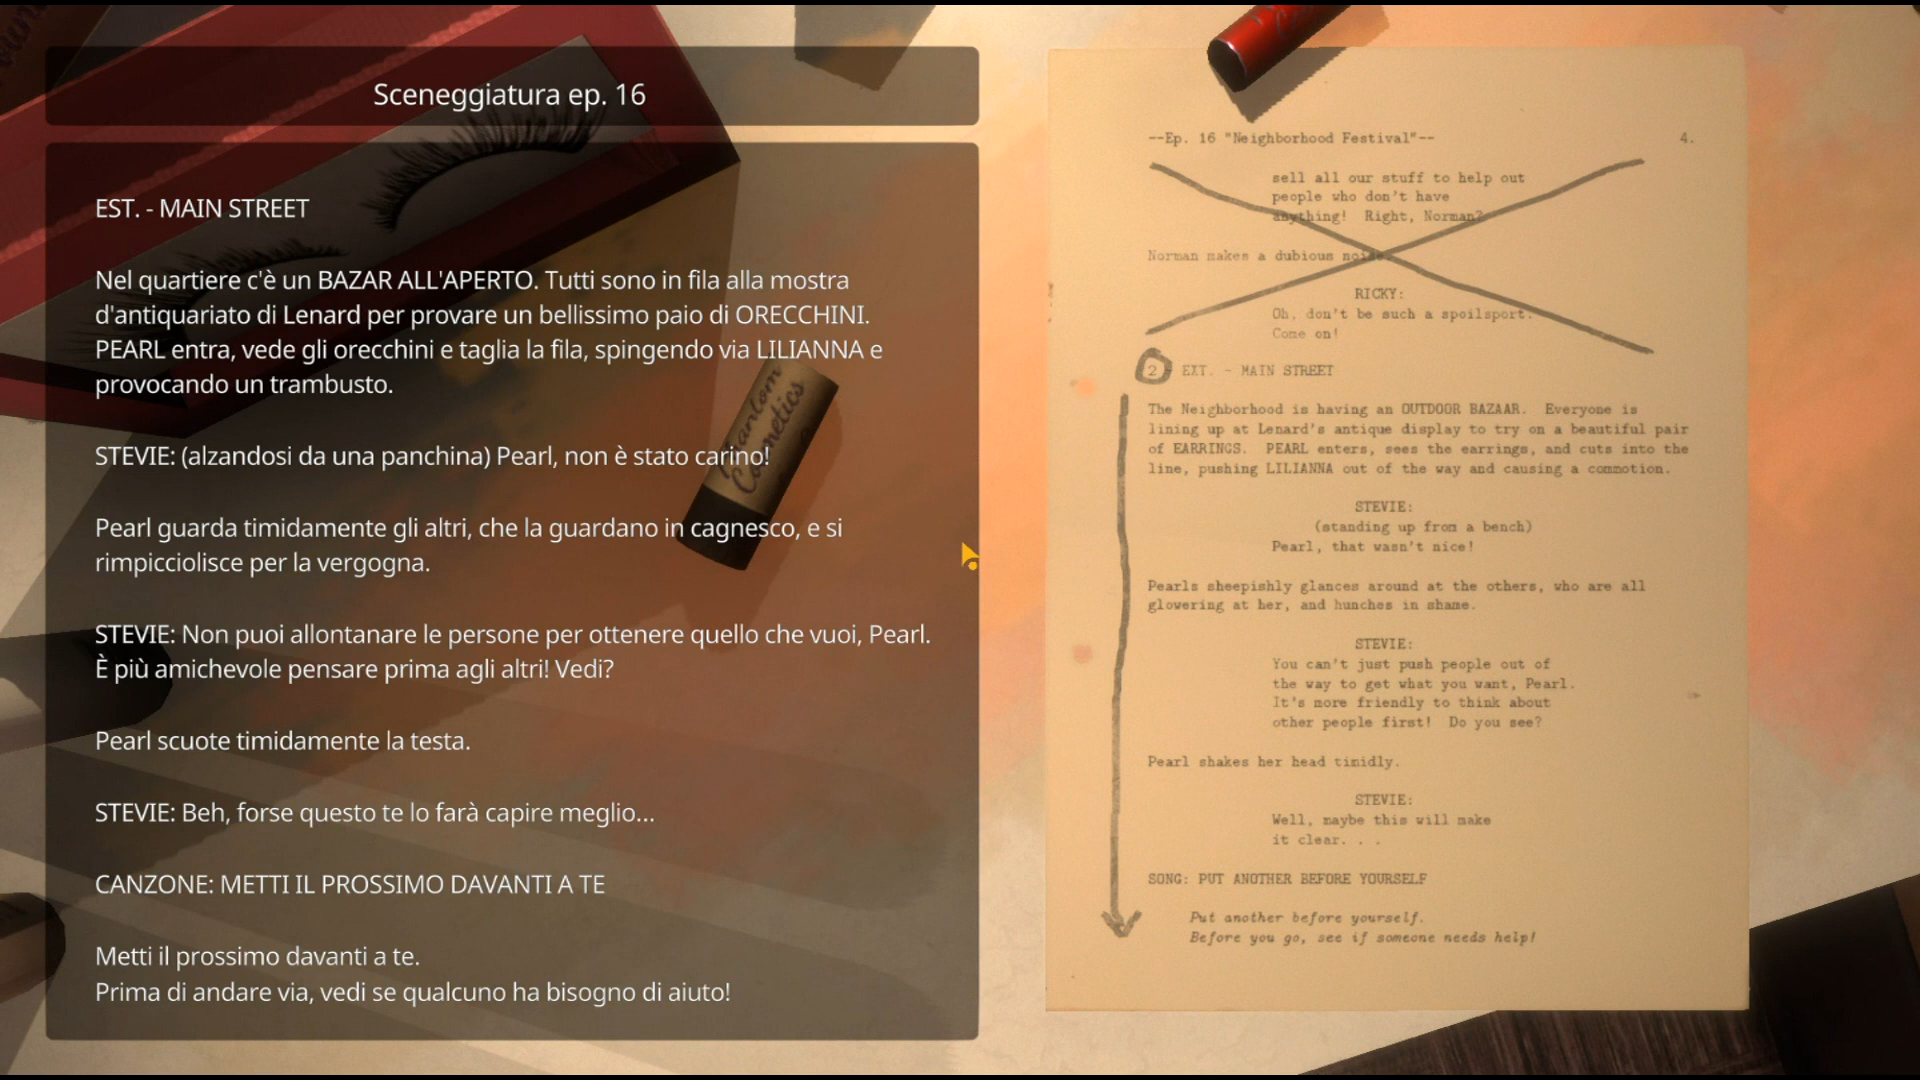 Sceneggiatura ep. 16
EST. - MAIN STREET
Nel quartiere c'è un BAZAR ALL'APERTO. Tutti sono in fila alla mostra
d'antiquariato di Lenard per provare un bellissimo paio di ORECCHINI.
PEARL entra, vede gli orecchini e taglia la fila, spingendo via LILIANNA e
provocando un trambusto.
STEVIE: (alzandosi da una panchina) Pearl, non è stato carino!
Pearl guarda timidamente gli altri, che la guardano in cagnesco, e si
rimpicciolisce per la vergogna.
STEVIE: Non puoi allontanare le persone per ottenere quello che vuoi, Pearl.
È più amichevole pensare prima agli altri! Vedi?
Pearl scuote timidamente la testa.
STEVIE: Beh, forse questo te lo farà capire meglio...
CANZONE: METTI IL PROSSIMO DAVANTI A TE
Metti il prossimo davanti a te.
Prima di andare via, vedi se qualcuno ha bisogno di aiuto!
Cosmetics
--Ep. 16 "Neighborhood Festival"-- 4.
sell all our stuff to help out
people who don't have
anything! Right, Norman?
Norman makes a dubious noise.
RICKY:
Oh, don't be such a spoilsport.
Come on!
2 EXT. - MAIN STREET
The Neighborhood is having an OUTDOOR BAZAAR. Everyone is
lining up at Lenard's antique display to try on a beautiful pair
of EARRINGS. PEARL enters, sees the earrings, and cuts into the
line, pushing LILIANNA out of the way and causing a commotion.
STEVIE:
(standing up from a bench)
Pearl, that wasn't nice!
Pearls sheepishly glances around at the others, who are all
glowering at her, and hunches in shame.
STEVIE:
You can't just push people out of
the way to get what you want, Pearl.
It's more friendly to think about
other people first! Do you see?
Pearl shakes her head timidly.
STEVIE:
Well, maybe this will make
it clear. . .
SONG: PUT ANOTHER BEFORE YOURSELF
Put another before yourself.
Before you go, see if someone needs help!